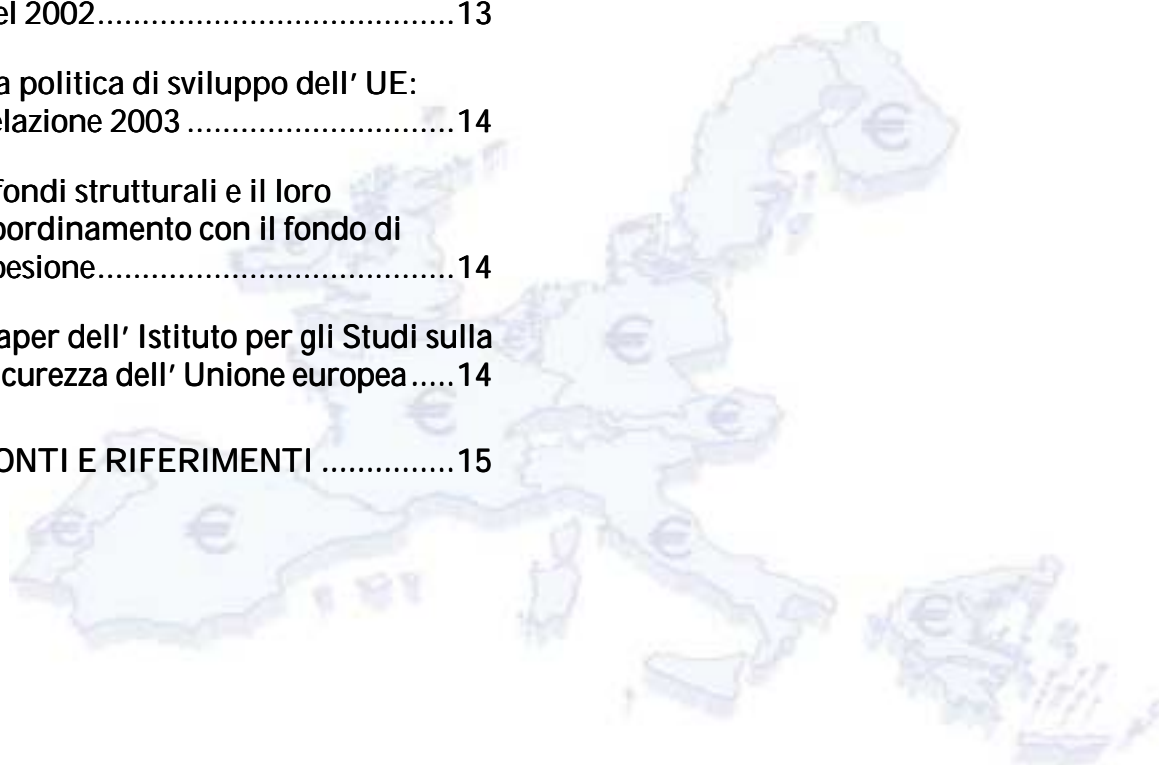 el 2002........................................13
a politica di sviluppo dell' UE:
elazione 2003 ..............................14
fondi strutturali e il loro
oordinamento con il fondo di
oesione........................................14
aper dell' Istituto per gli Studi sulla
icurezza dell' Unione europea.....14
ONTI E RIFERIMENTI ...............15
€
€
€
€
€
€
€